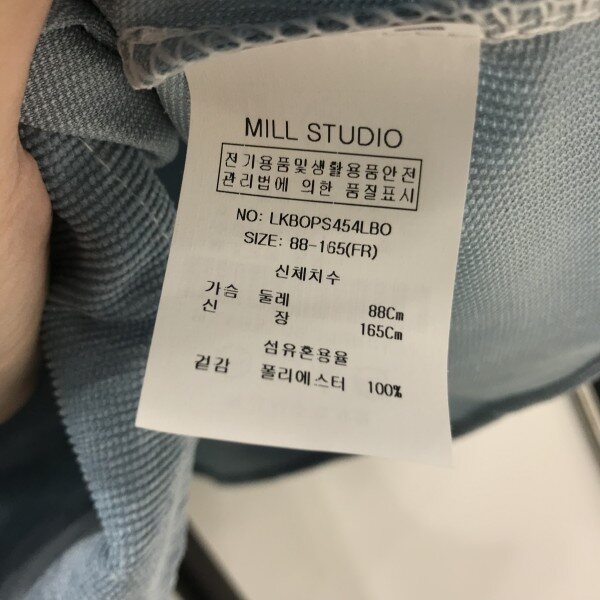 MILL STUDIO
전기용품및생활용품안전
관리법에 의한 품질표시
NO: LKBOPS454LBO
SIZE: 88-165(FR)
신체치수
가슴 둘레 88Cm
신 장 165Cm
섬유혼용율
겉감 폴리에스터 100%